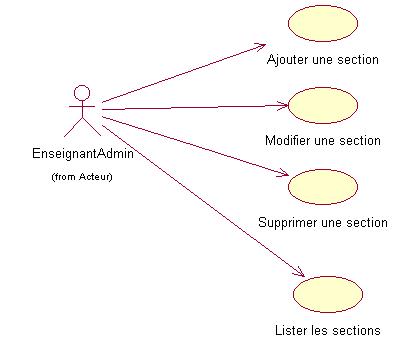 Ajouter une section
EnseignantAdmin
(from Acteur)
Modifier une section
Supprimer une section
Lister les sections